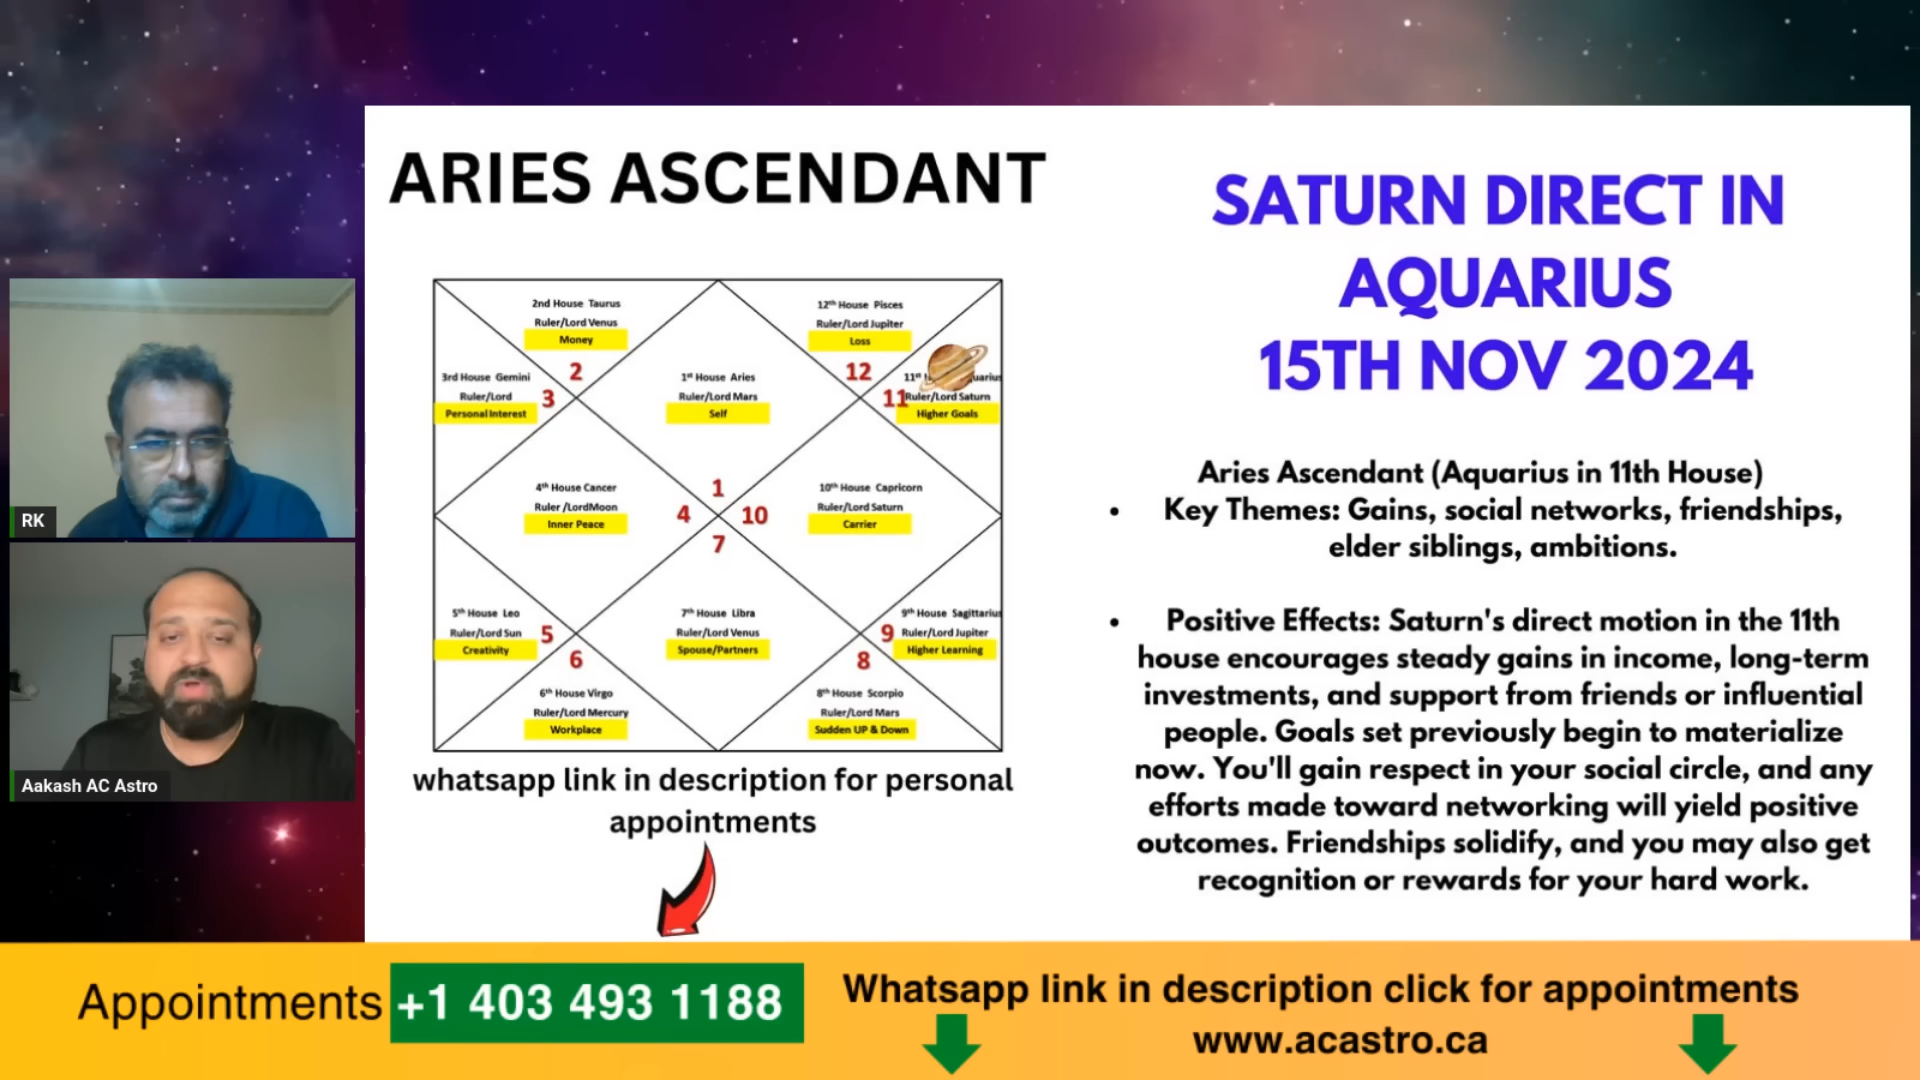 ARIES ASCENDANT
2nd House Taurus
Ruler/Lord Venus
Money
2
12th House Pisces
Ruler/Lord Jupiter
Loss
12
3rd House Gemini
Ruler/Lord
Personal Interest
3
1st House Aries
Ruler/Lord Mars
Self
1
11st
Ruler/Lord Saturn
Higher Goals
11
4th House Cancer
Ruler /LordMoon
Inner Peace
4
10th House Capricorn
Ruler/Lord Saturn
Carrier
10
7
5th House Leo
Ruler/Lord Sun
Creativity
5
7th House Libra
Ruler/Lord Venus
Spouse/Partners
9th House Sagittarius
Ruler/Lord Jupiter
Higher Learning
9
6
6th House Virgo
Ruler/Lord Mercury
Workplace
8
8th House Scorpio
Ruler/Lord Mars
Sudden UP & Down
whatsapp link in description for personal
appointments
SATURN DIRECT IN
AQUARIUS
15TH NOV 2024
Aries Ascendant (Aquarius in 11th House)
• Key Themes: Gains, social networks, friendships,
elder siblings, ambitions.
• Positive Effects: Saturn's direct motion in the 11th
house encourages steady gains in income, long-term
investments, and support from friends or influential
people. Goals set previously begin to materialize
now. You'll gain respect in your social circle, and any
efforts made toward networking will yield positive
outcomes. Friendships solidify, and you may also get
recognition or rewards for your hard work.
RK
Aakash AC Astro
Appointments +1 403 493 1188
Whatsapp link in description click for appointments
www.acastro.ca